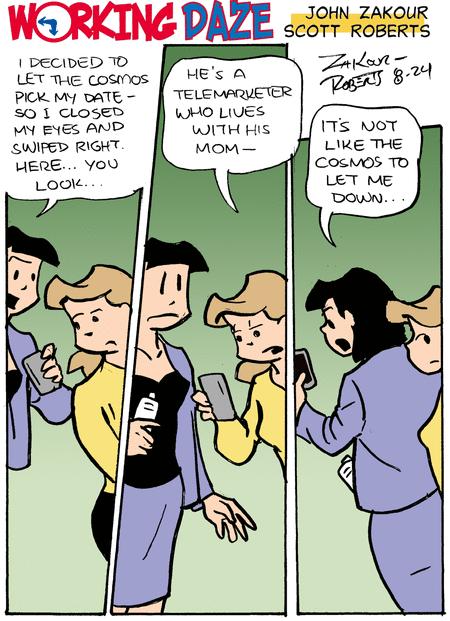 WORKING DAZE
JOHN ZAKOUR
SCOTT ROBERTS
I DECIDED TO
LET THE COSMOS
PICK MY DATE –
SO I CLOSED
MY EYES AND
SWIPED RIGHT.
HERE... YOU
LOOK...
HE'S A
TELEMARKETER
WHO LIVES
WITH HIS
MOM –
ZAKOUR –
ROBERTS 8-24
IT'S NOT
LIKE THE
COSMOS TO
LET ME
DOWN...